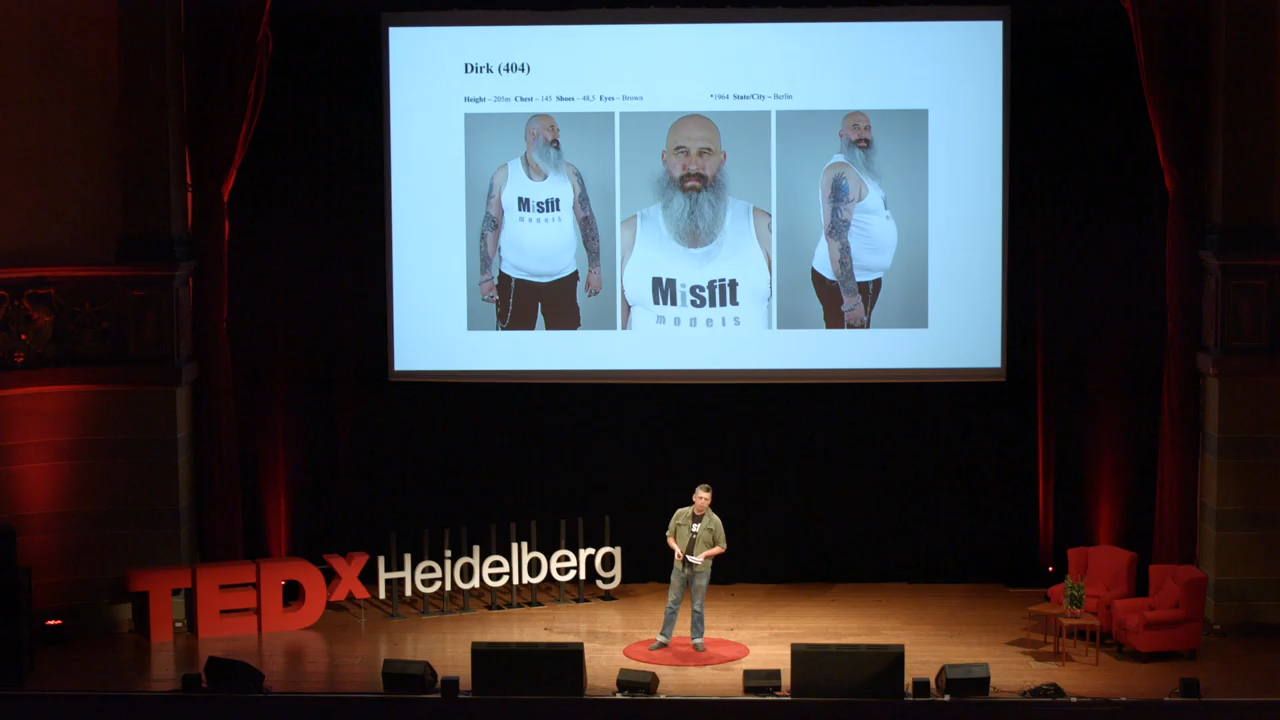 Dirk (404)
Height – 205m Chest – 145 Shoes – 48,5 Eyes – Brown *1964 State/City – Berlin
Misfit
models
Misfit
models
TEDx Heidelberg